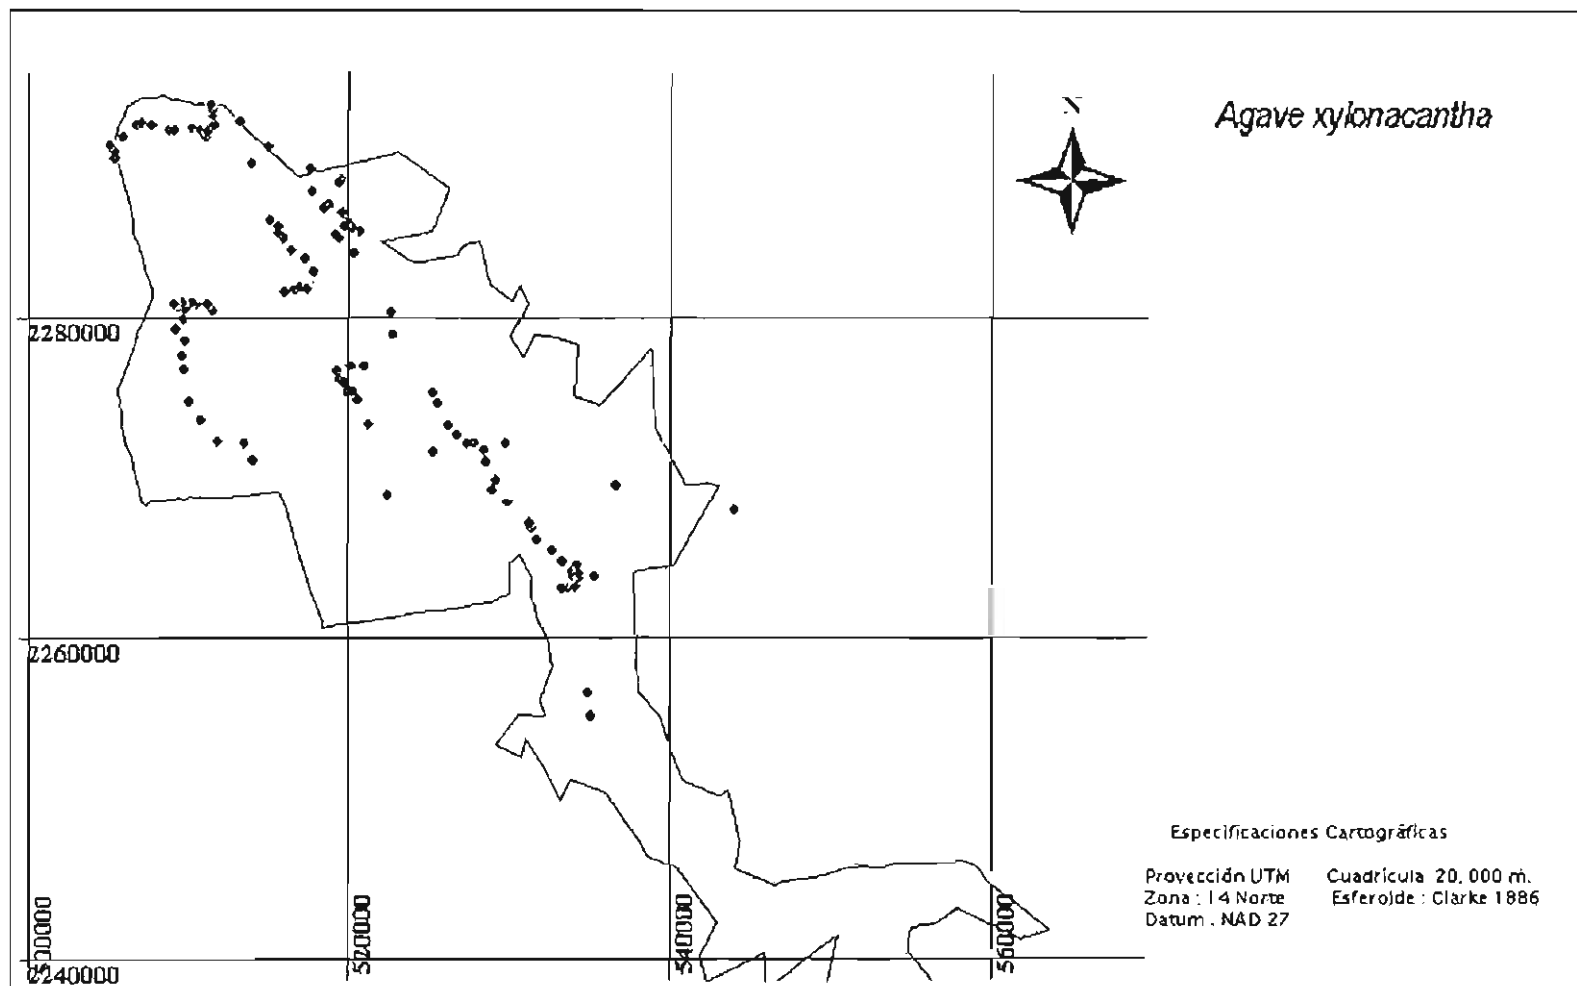 N
Agave xylonacantha
2280000
2260000
2240000
500000
520000
540000
560000
Especificaciones Cartográficas
Proyección UTM Cuadrícula 20, 000 m.
Zona : 14 Norte Esferoide : Clarke 1886
Datum . NAD 27